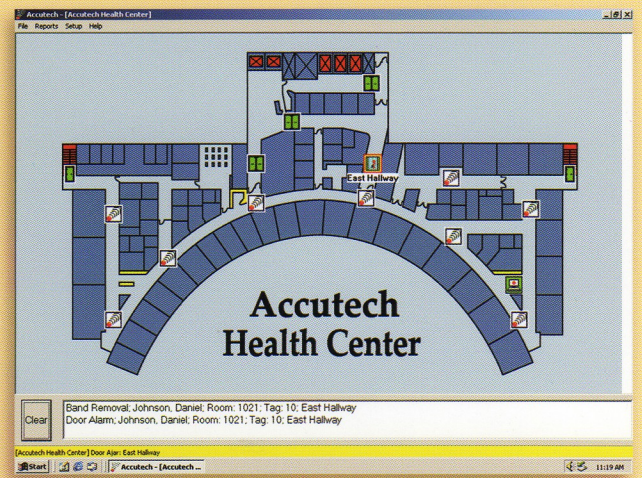 Accutech - [Accutech Health Center]
File Reports Setup Help
East Hallway
Accutech
Health Center
Clear
Band Removal; Johnson, Daniel; Room: 1021; Tag: 10; East Hallway
Door Alarm; Johnson, Daniel; Room: 1021; Tag: 10; East Hallway
[Accutech Health Center] Door Ajar: East Hallway
Start
Accutech - [Accutech ...
11:19 AM